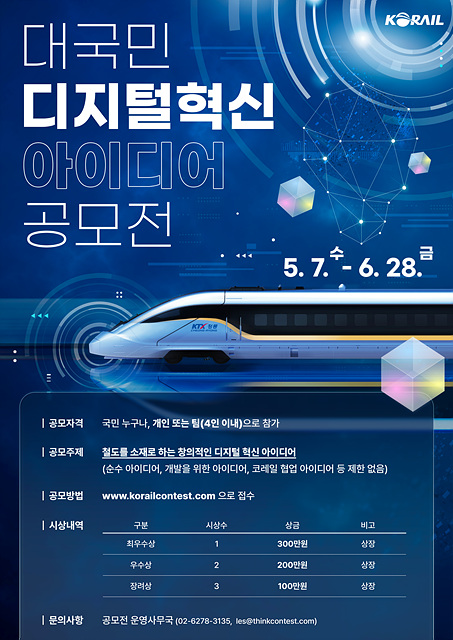 KORAIL
대국민
디지털혁신
아이디어
공모전
5. 7.수- 6. 28.금
KTX 청룡
공모자격 국민 누구나, 개인 또는 팀(4인 이내)으로 참가
공모주제 철도를 소재로 하는 창의적인 디지털 혁신 아이디어
(순수 아이디어, 개발을 위한 아이디어, 코레일 협업 아이디어 등 제한 없음)
공모방법 www.korailcontest.com 으로 접수
시상내역 구분 시상수 상금 비고
최우수상 1 300만원 상장
우수상 2 200만원 상장
장려상 3 100만원 상장
문의사항 공모전 운영사무국 (02-6278-3135, les@thinkcontest.com)